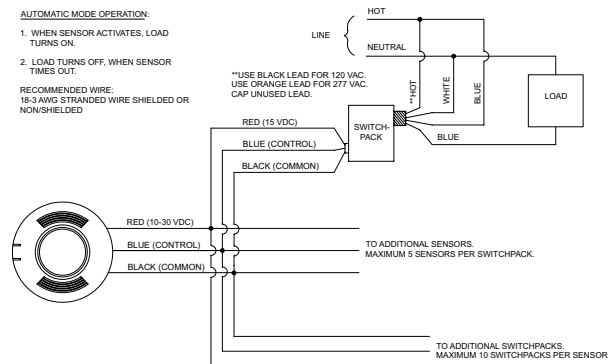 AUTOMATIC MODE OPERATION:
1. WHEN SENSOR ACTIVATES, LOAD
TURNS ON.
2. LOAD TURNS OFF, WHEN SENSOR
TIMES OUT.
RECOMMENDED WIRE:
18-3 AWG STRANDED WIRE SHIELDED OR
NON/SHIELDED
HOT
LINE
NEUTRAL
**USE BLACK LEAD FOR 120 VAC.
USE ORANGE LEAD FOR 277 VAC.
CAP UNUSED LEAD.
**HOT
WHITE
BLUE
LOAD
RED (15 VDC)
SWITCH-
PACK
BLUE
BLUE (CONTROL)
BLACK (COMMON)
RED (10-30 VDC)
BLUE (CONTROL)
BLACK (COMMON)
TO ADDITIONAL SENSORS.
MAXIMUM 5 SENSORS PER SWITCHPACK.
TO ADDITIONAL SWITCHPACKS.
MAXIMUM 10 SWITCHPACKS PER SENSOR